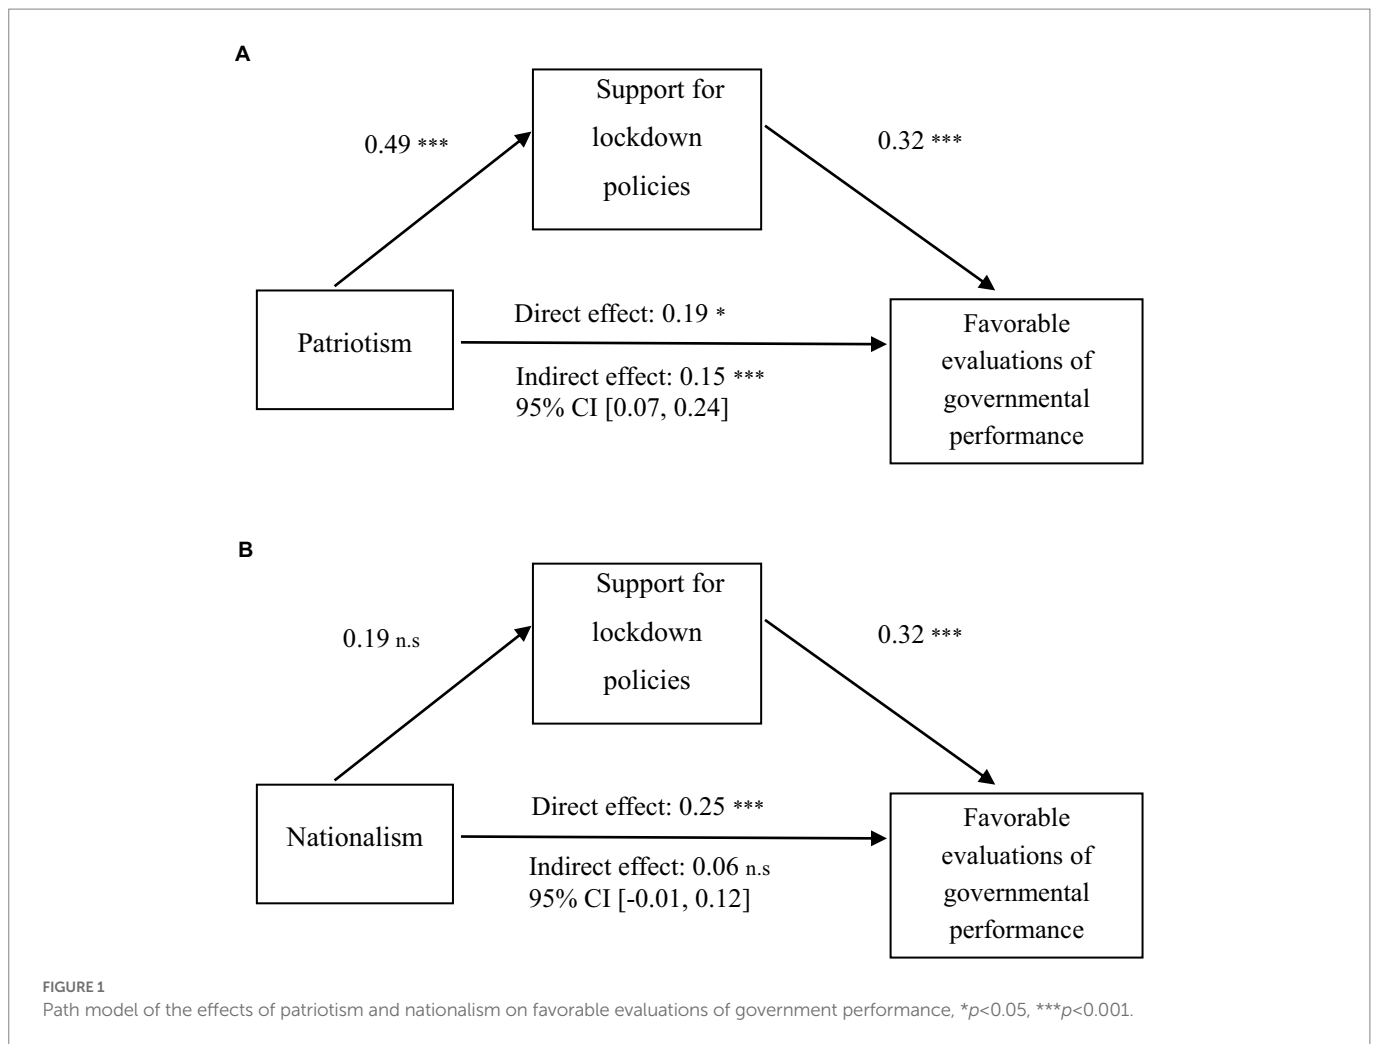 A
Support for
lockdown
policies
0.49 ***
0.32 ***
Patriotism
Direct effect: 0.19 *
Indirect effect: 0.15 ***
95% CI [0.07, 0.24]
Favorable
evaluations of
governmental
performance
B
Support for
lockdown
policies
0.19 n.s
0.32 ***
Nationalism
Direct effect: 0.25 ***
Indirect effect: 0.06 n.s
95% CI [-0.01, 0.12]
Favorable
evaluations of
governmental
performance
FIGURE 1
Path model of the effects of patriotism and nationalism on favorable evaluations of government performance, *p<0.05, ***p<0.001.